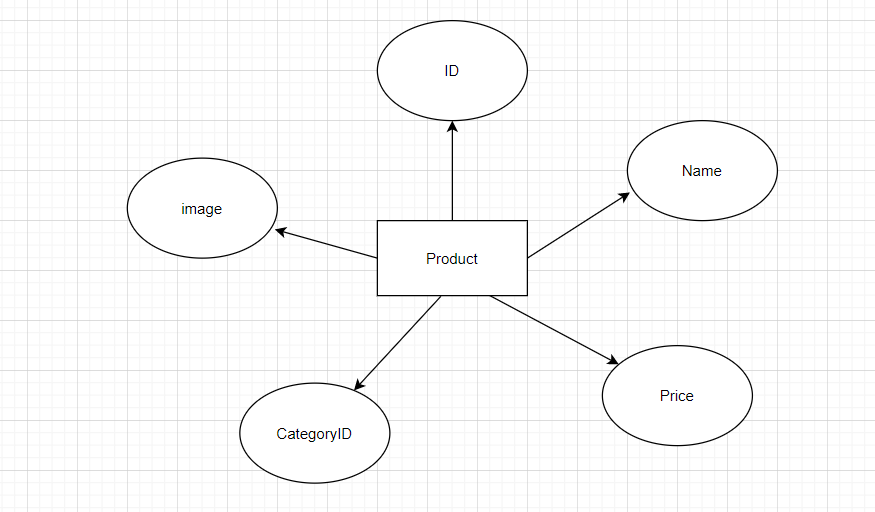 ID
Name
image
Product
Price
CategoryID